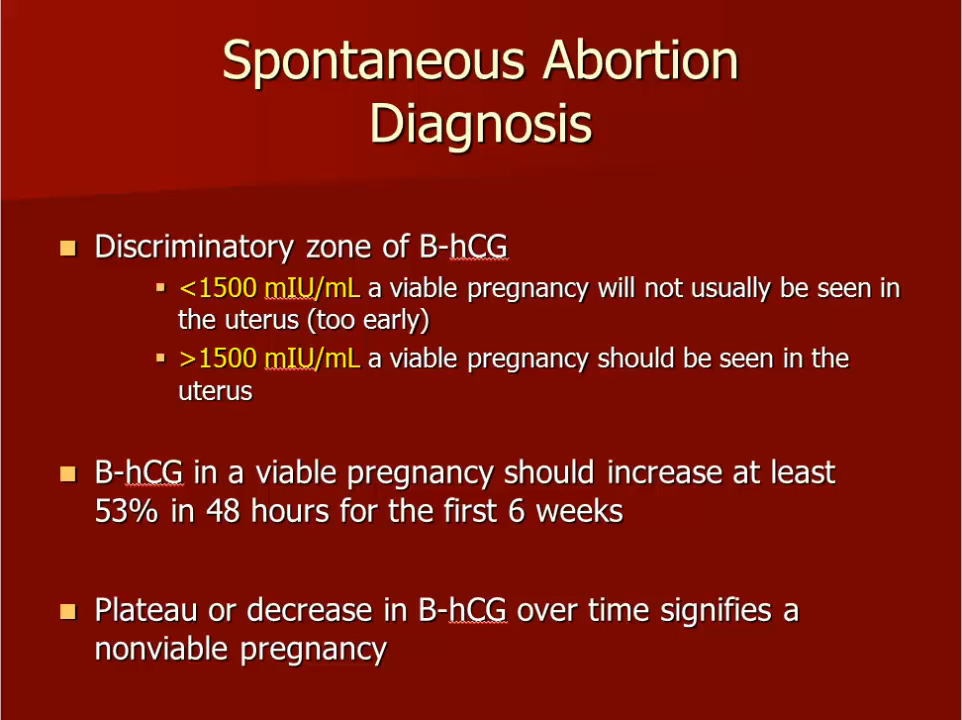 Spontaneous Abortion
Diagnosis
Discriminatory zone of B-hCG
<1500 mIU/mL a viable pregnancy will not usually be seen in
the uterus (too early)
>1500 mIU/mL a viable pregnancy should be seen in the
uterus
B-hCG in a viable pregnancy should increase at least
53% in 48 hours for the first 6 weeks
Plateau or decrease in B-hCG over time signifies a
nonviable pregnancy